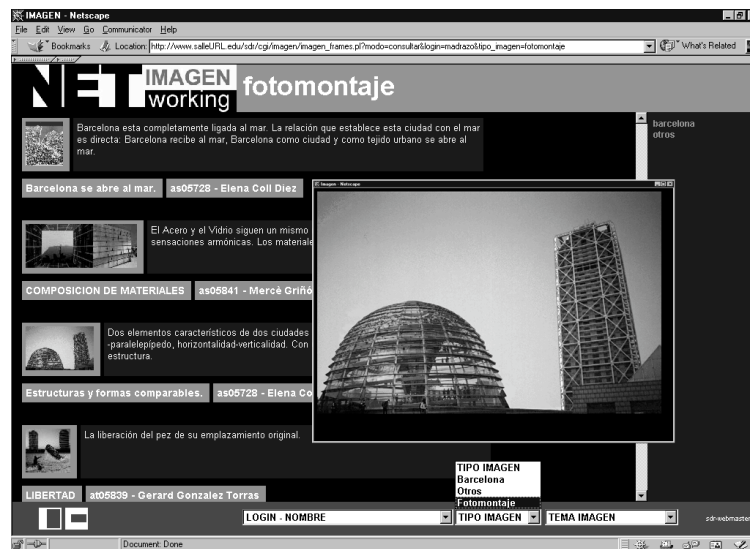 IMAGEN - Netscape
File Edit View Go Communicator Help
Bookmarks Location: http://www.salleURL.edu/sdr/cgi/imagen/imagen_frames.pl?modo=consultar&login=madrazo&tipo_imagen=fotomontaje What's Related
NET IMAGEN working fotomontaje
barcelona
otros
Barcelona esta completamente ligada al mar. La relación que establece esta ciudad con el mar
es directa: Barcelona recibe al mar, Barcelona como ciudad y como tejido urbano se abre al
mar.
Barcelona se abre al mar. as05728 - Elena Coll Diez
Imagen - Netscape
El Acero y el Vidrio siguen un mismo
sensaciones armónicas. Los materiale
COMPOSICION DE MATERIALES as05841 - Mercè Griñó
Dos elementos característicos de dos ciudades
-paralelepípedo, horizontalidad-verticalidad. Con
estructura.
Estructuras y formas comparables. as05728 - Elena Co
La liberación del pez de su emplazamiento original.
LIBERTAD at05839 - Gerard Gonzalez Torras
TIPO IMAGEN
Barcelona
Otros
Fotomontaje
LOGIN - NOMBRE TIPO IMAGEN TEMA IMAGEN sdr-webmaster
Document: Done